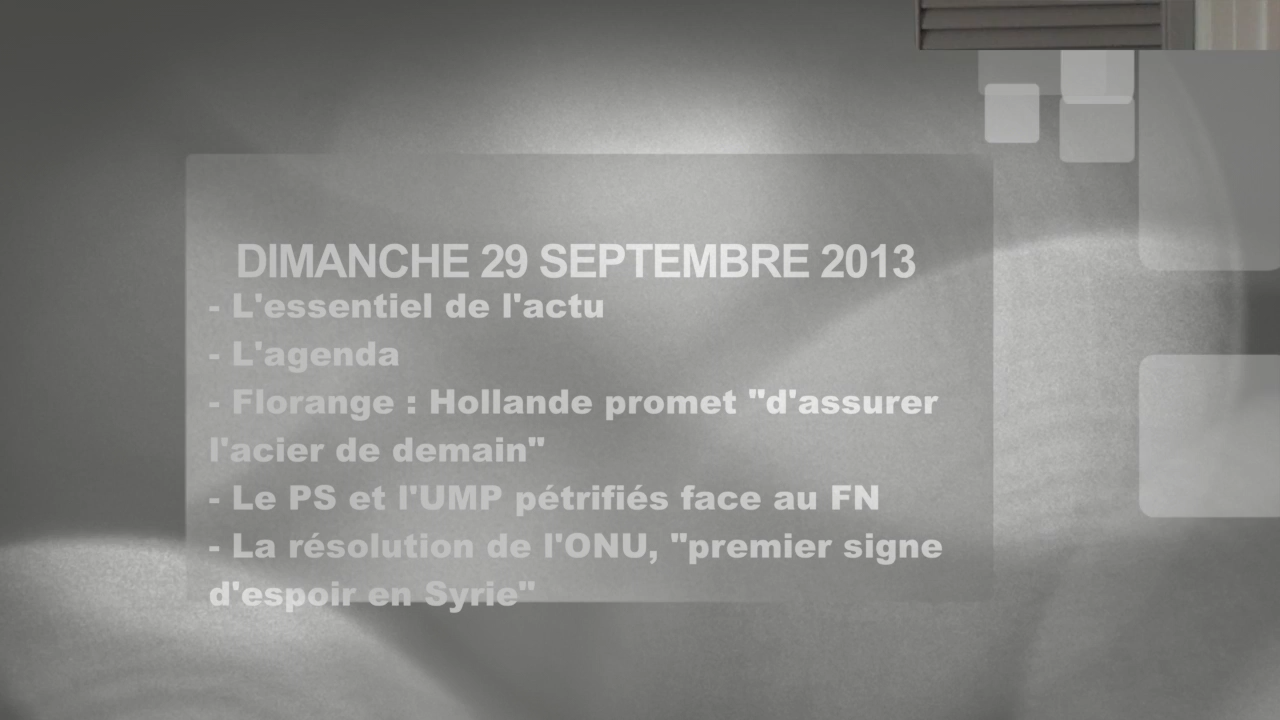 DIMANCHE 29 SEPTEMBRE 2013
- L'essentiel de l'actu
- L'agenda
- Florange : Hollande promet "d'assurer
l'acier de demain"
- Le PS et l'UMP pétrifiés face au FN
- La résolution de l'ONU, "premier signe
d'espoir en Syrie"